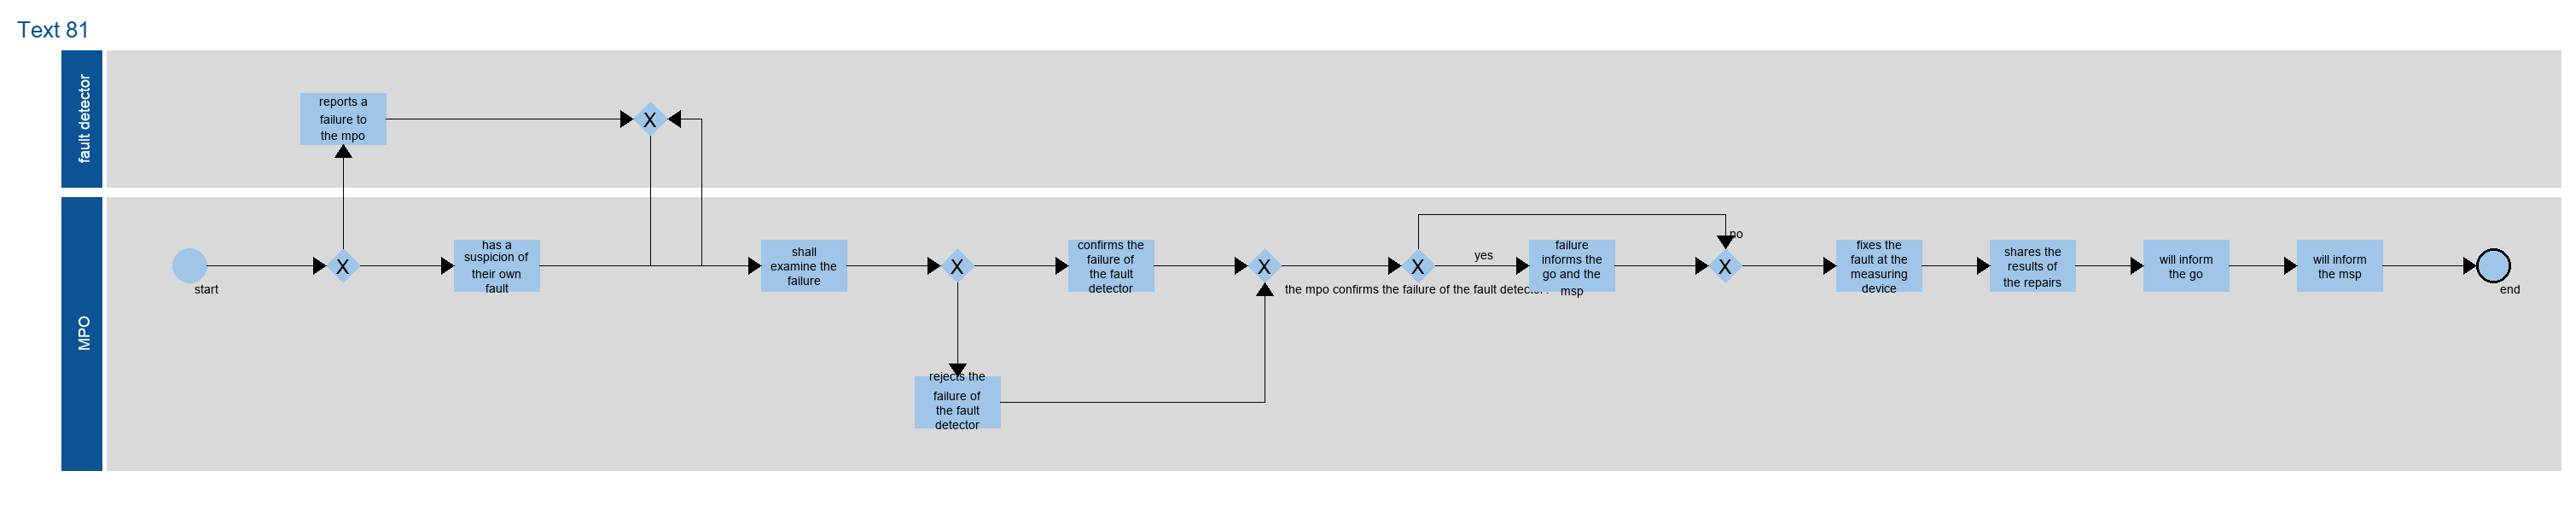 Text 81
fault detector
reports a
failure to
the mpo
X
MPO
start
X
has a
suspicion of
their own
fault
shall
examine the
failure
X
confirms the
failure of
the fault
detector
rejects the
failure of
the fault
detector
X
the mpo confirms the failure of the fault detector
X
yes
failure
informs the
go and the
msp
no
X
fixes the
fault at the
measuring
device
shares the
results of
the repairs
will inform
the go
will inform
the msp
end